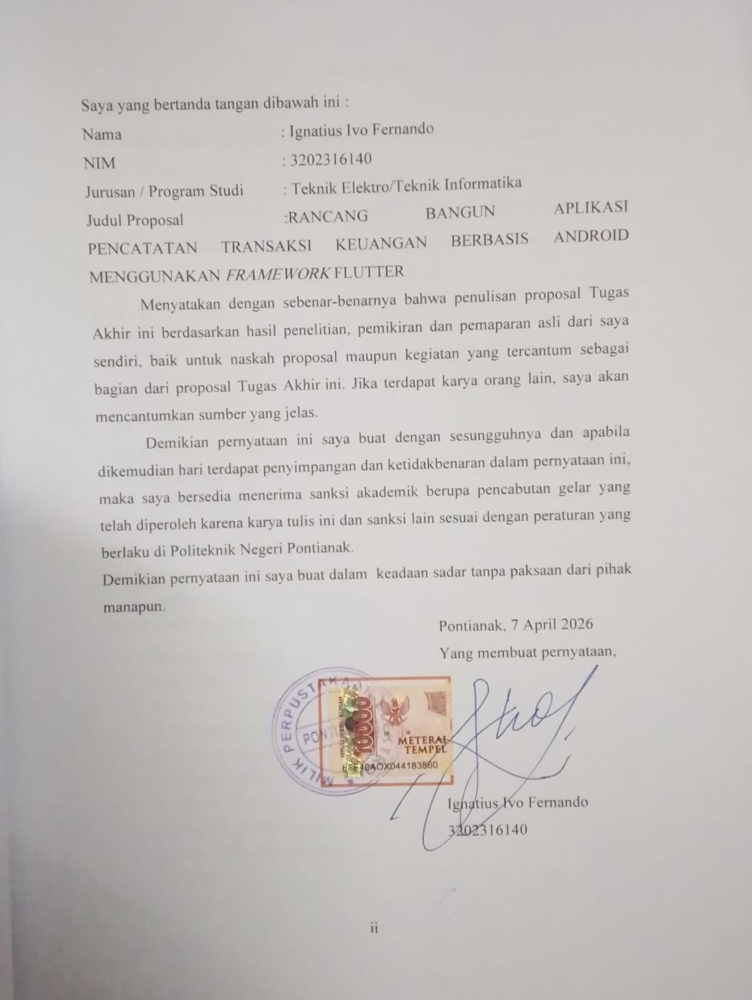 Saya yang bertanda tangan dibawah ini :
Nama : Ignatius Ivo Fernando
NIM : 3202316140
Jurusan / Program Studi : Teknik Elektro/Teknik Informatika
Judul Proposal :RANCANG BANGUN APLIKASI
PENCATATAN TRANSAKSI KEUANGAN BERBASIS ANDROID
MENGGUNAKAN FRAMEWORK FLUTTER
Menyatakan dengan sebenar-benarnya bahwa penulisan proposal Tugas
Akhir ini berdasarkan hasil penelitian, pemikiran dan pemaparan asli dari saya
sendiri, baik untuk naskah proposal maupun kegiatan yang tercantum sebagai
bagian dari proposal Tugas Akhir ini. Jika terdapat karya orang lain, saya akan
mencantumkan sumber yang jelas.
Demikian pernyataan ini saya buat dengan sesungguhnya dan apabila
dikemudian hari terdapat penyimpangan dan ketidakbenaran dalam pernyataan ini,
maka saya bersedia menerima sanksi akademik berupa pencabutan gelar yang
telah diperoleh karena karya tulis ini dan sanksi lain sesuai dengan peraturan yang
berlaku di Politeknik Negeri Pontianak.
Demikian pernyataan ini saya buat dalam keadaan sadar tanpa paksaan dari pihak
manapun.
Pontianak, 7 April 2026
Yang membuat pernyataan,
MILIK PERPUSTAKAAN
10000
METERAI
TEMPEL
Ignatius Ivo Fernando
3202316140
ii